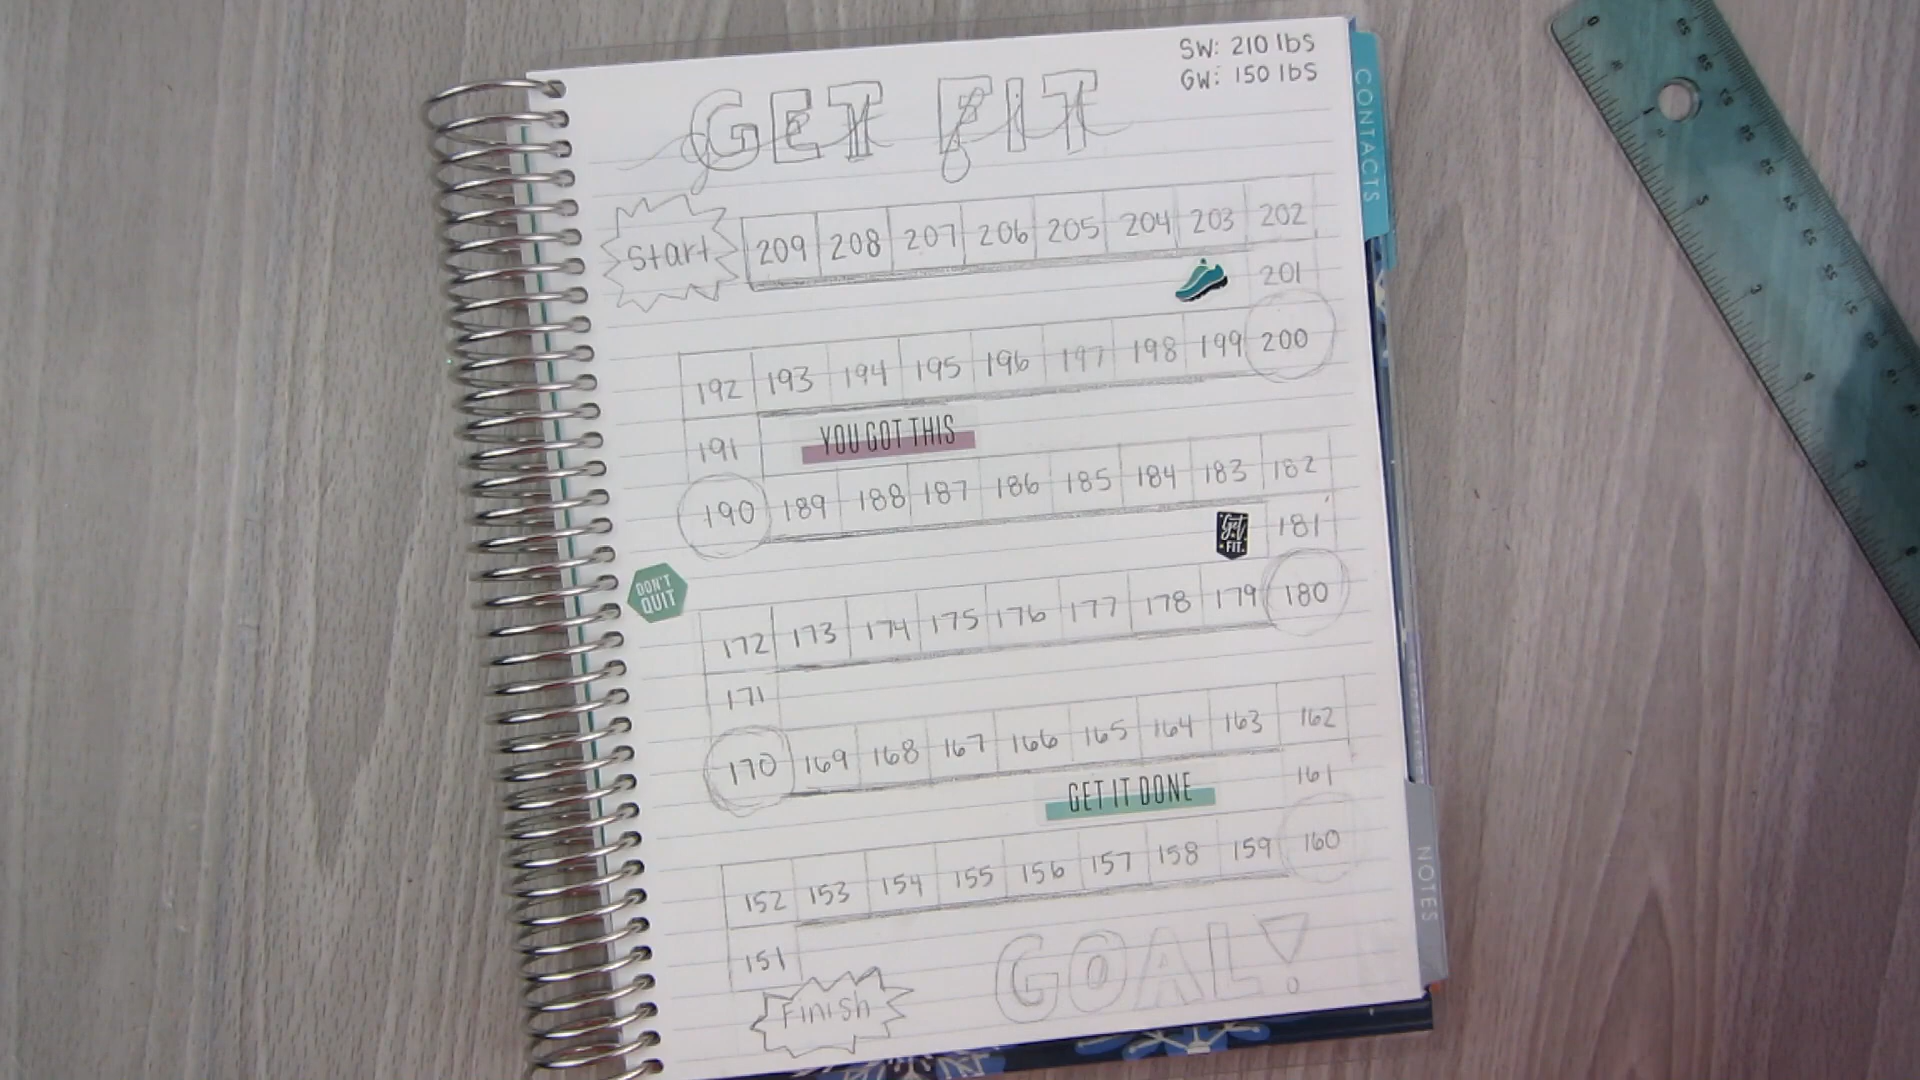 SW: 210 lbs
GW: 150 lbs
GET FIT
CONTACTS
Start 209 208 207 206 205 204 203 202
201
192 193 194 195 196 197 198 199 200
191 YOU GOT THIS
190 189 188 187 186 185 184 183 182
get
FIT.
181
DON'T
QUIT
172 173 174 175 176 177 178 179 180
171
170 169 168 167 166 165 164 163 162
GET IT DONE 161
152 153 154 155 156 157 158 159 160
NOTES
151
GOAL!
Finish